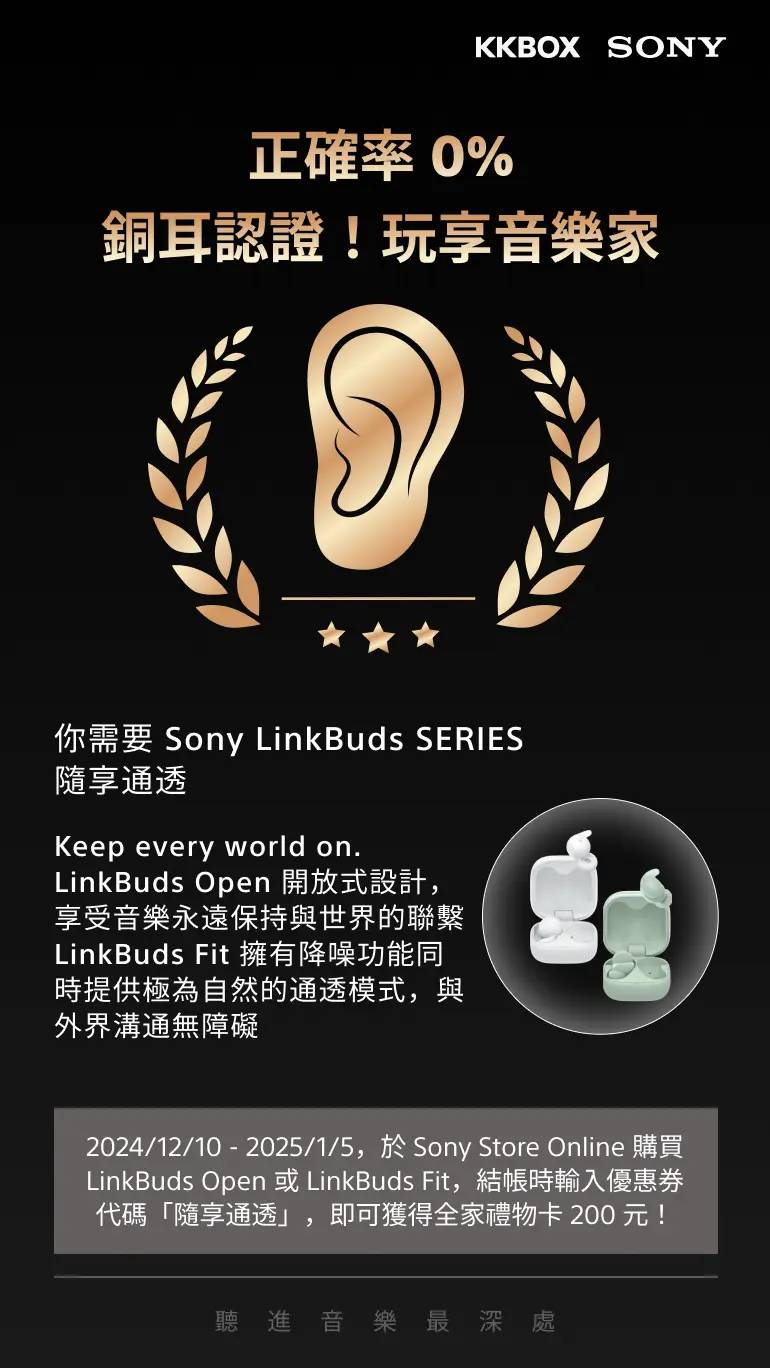 KKBOX SONY
正確率 0%
銅耳認證！玩享音樂家
你需要 Sony LinkBuds SERIES
隨享通透
Keep every world on.
LinkBuds Open 開放式設計，
享受音樂永遠保持與世界的聯繫
LinkBuds Fit 擁有降噪功能同
時提供極為自然的通透模式，與
外界溝通無障礙
2024/12/10 - 2025/1/5，於 Sony Store Online 購買
LinkBuds Open 或 LinkBuds Fit，結帳時輸入優惠券
代碼「隨享通透」，即可獲得全家禮物卡 200 元！
聽進音樂最深處